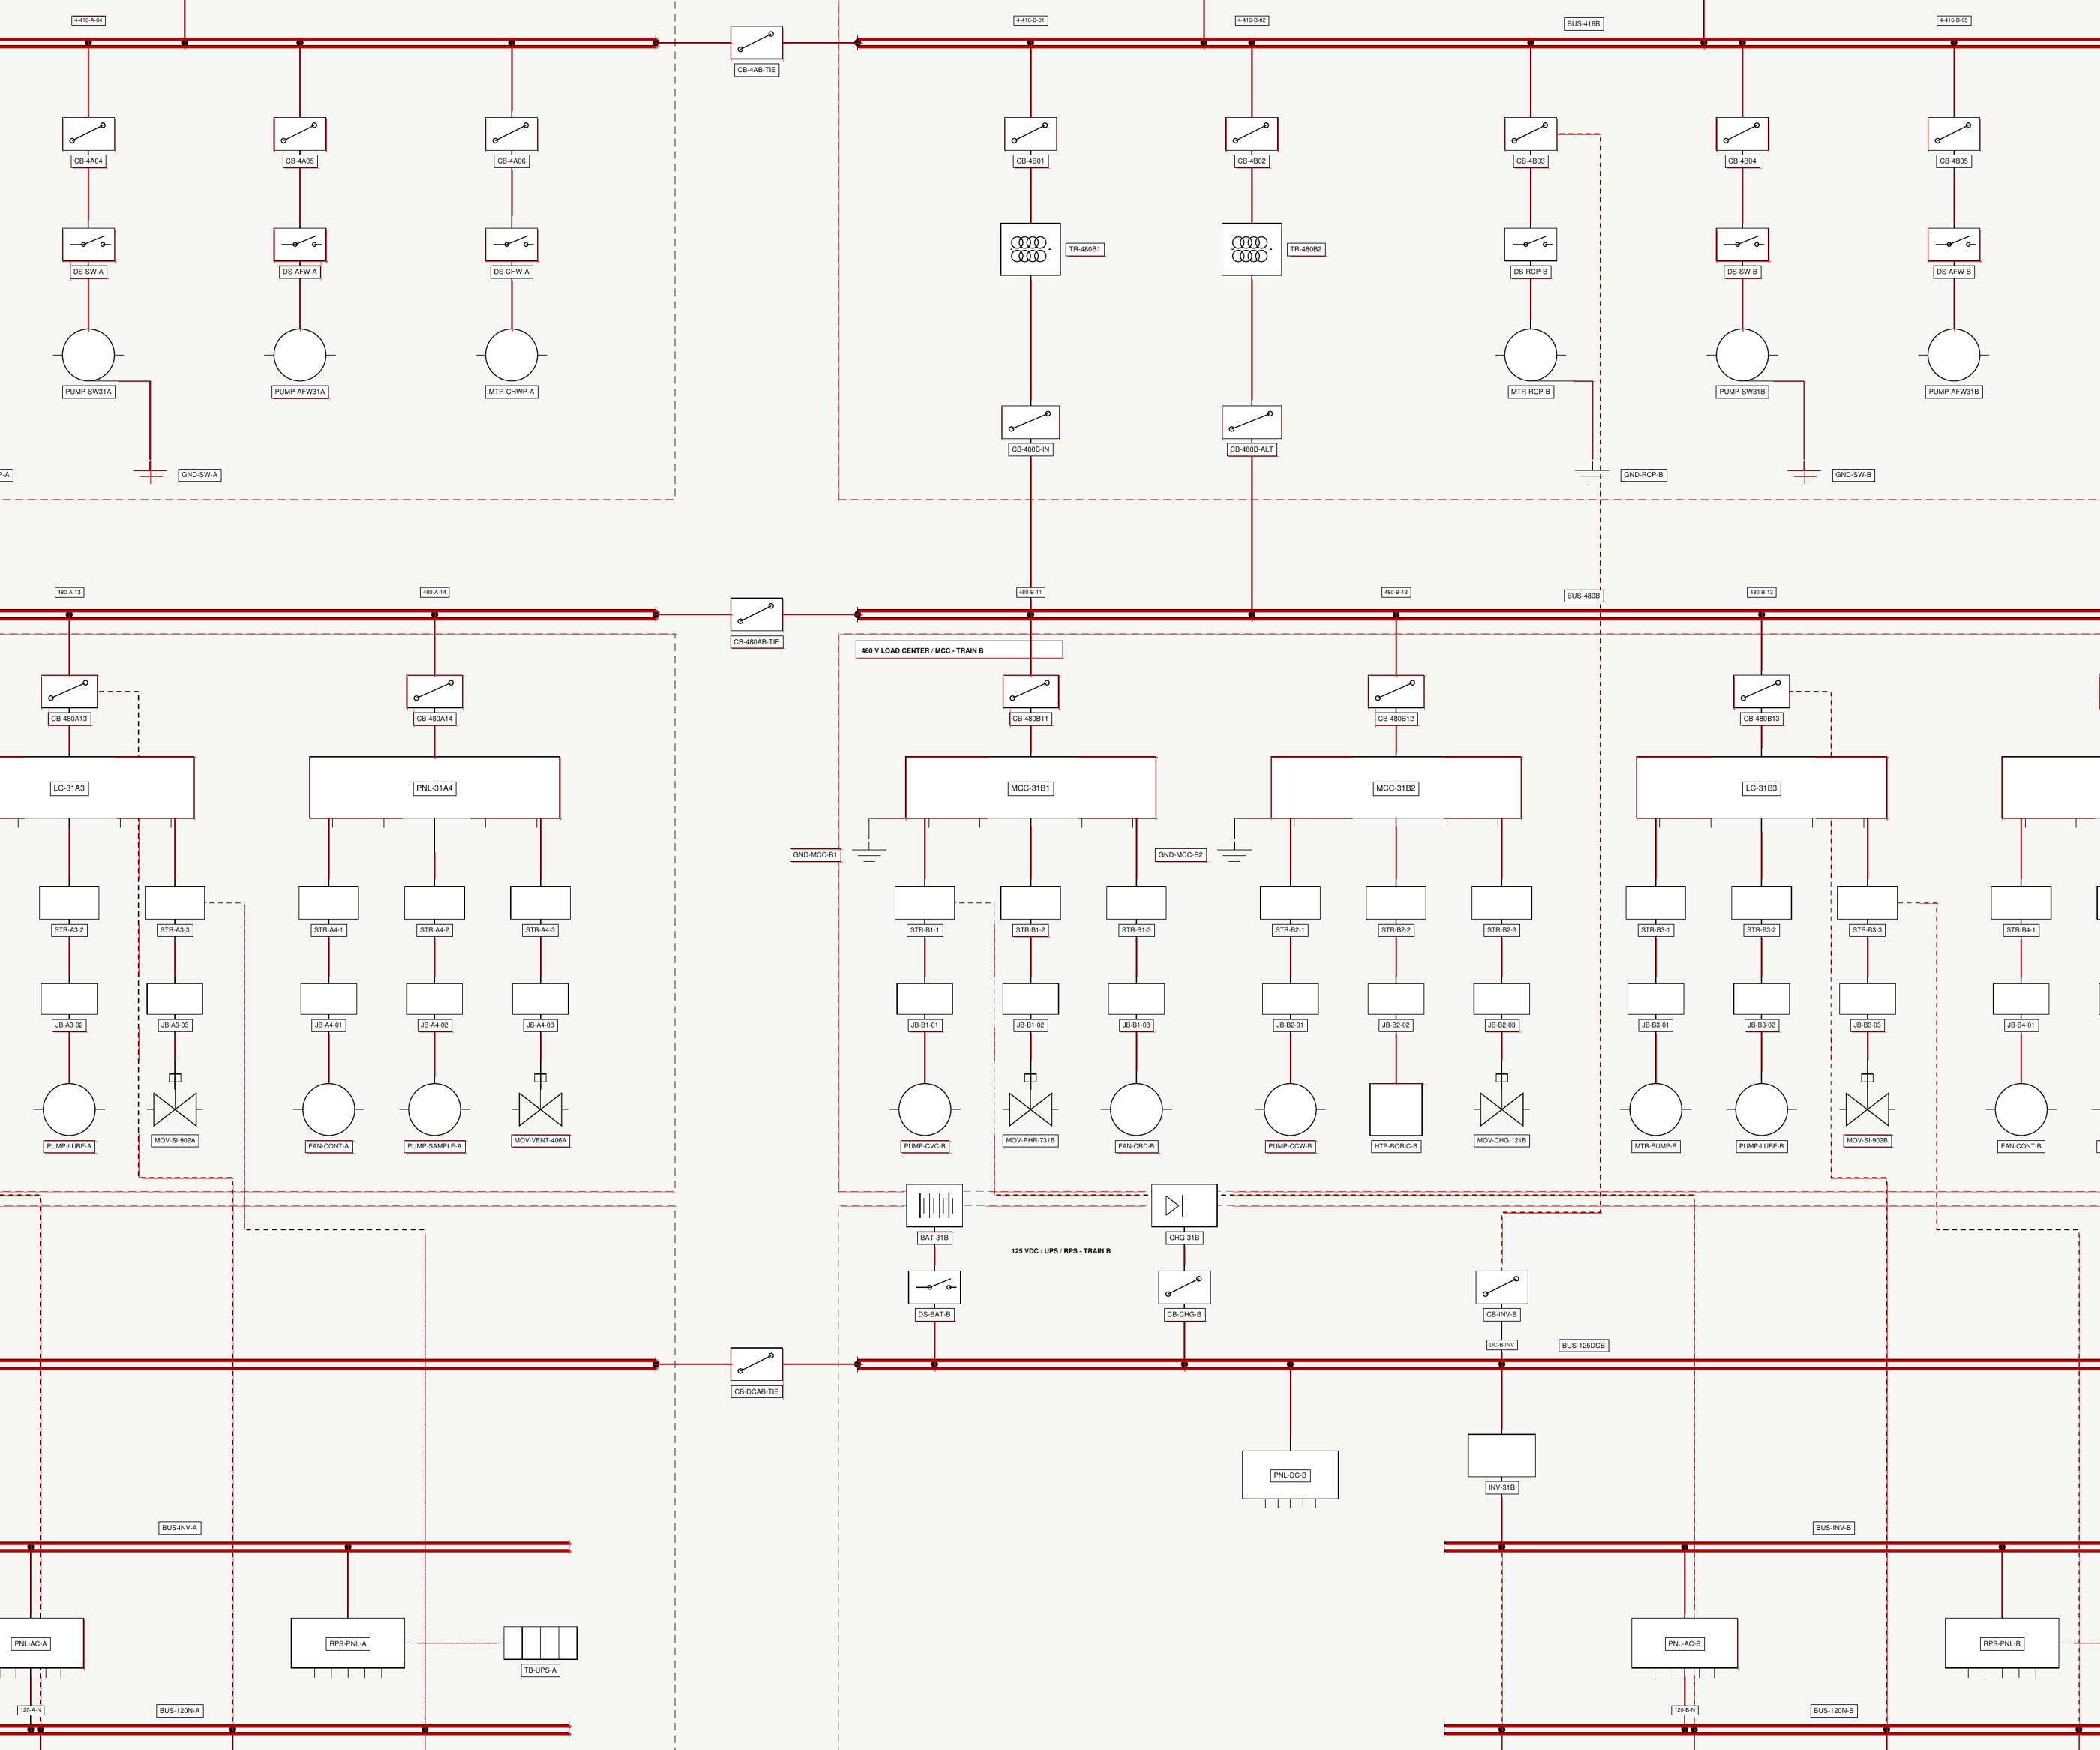 4-416-A-04
4-416-B-01
4-416-B-02
BUS-416B
4-416-B-05
CB-4AB-TIE
CB-4A04
CB-4A05
CB-4A06
CB-4B01
CB-4B02
CB-4B03
CB-4B04
CB-4B05
TR-480B1
TR-480B2
DS-SW-A
DS-AFW-A
DS-CHW-A
DS-RCP-B
DS-SW-B
DS-AFW-B
PUMP-SW31A
PUMP-AFW31A
MTR-CHWP-A
MTR-RCP-B
PUMP-SW31B
PUMP-AFW31B
CB-480B-IN
CB-480B-ALT
P-A
GND-SW-A
GND-RCP-B
GND-SW-B
480-A-13
480-A-14
480-B-11
480-B-12
BUS-480B
480-B-13
CB-480AB-TIE
480 V LOAD CENTER / MCC - TRAIN B
CB-480A13
CB-480A14
CB-480B11
CB-480B12
CB-480B13
LC-31A3
PNL-31A4
MCC-31B1
MCC-31B2
LC-31B3
GND-MCC-B1
GND-MCC-B2
STR-A3-2
STR-A3-3
STR-A4-1
STR-A4-2
STR-A4-3
STR-B1-1
STR-B1-2
STR-B1-3
STR-B2-1
STR-B2-2
STR-B2-3
STR-B3-1
STR-B3-2
STR-B3-3
STR-B4-1
JB-A3-02
JB-A3-03
JB-A4-01
JB-A4-02
JB-A4-03
JB-B1-01
JB-B1-02
JB-B1-03
JB-B2-01
JB-B2-02
JB-B2-03
JB-B3-01
JB-B3-02
JB-B3-03
JB-B4-01
PUMP-LUBE-A
MOV-SI-902A
FAN-CONT-A
PUMP-SAMPLE-A
MOV-VENT-406A
PUMP-CVC-B
MOV-RHR-731B
FAN-CRD-B
PUMP-CCW-B
HTR-BORIC-B
MOV-CHG-121B
MTR-SUMP-B
PUMP-LUBE-B
MOV-SI-902B
FAN-CONT-B
BAT-31B
CHG-31B
125 VDC / UPS / RPS - TRAIN B
DS-BAT-B
CB-CHG-B
CB-INV-B
DC-B-INV
BUS-125DCB
CB-DCAB-TIE
PNL-DC-B
INV-31B
BUS-INV-A
BUS-INV-B
PNL-AC-A
RPS-PNL-A
TB-UPS-A
PNL-AC-B
RPS-PNL-B
120-A-N
BUS-120N-A
120-B-N
BUS-120N-B